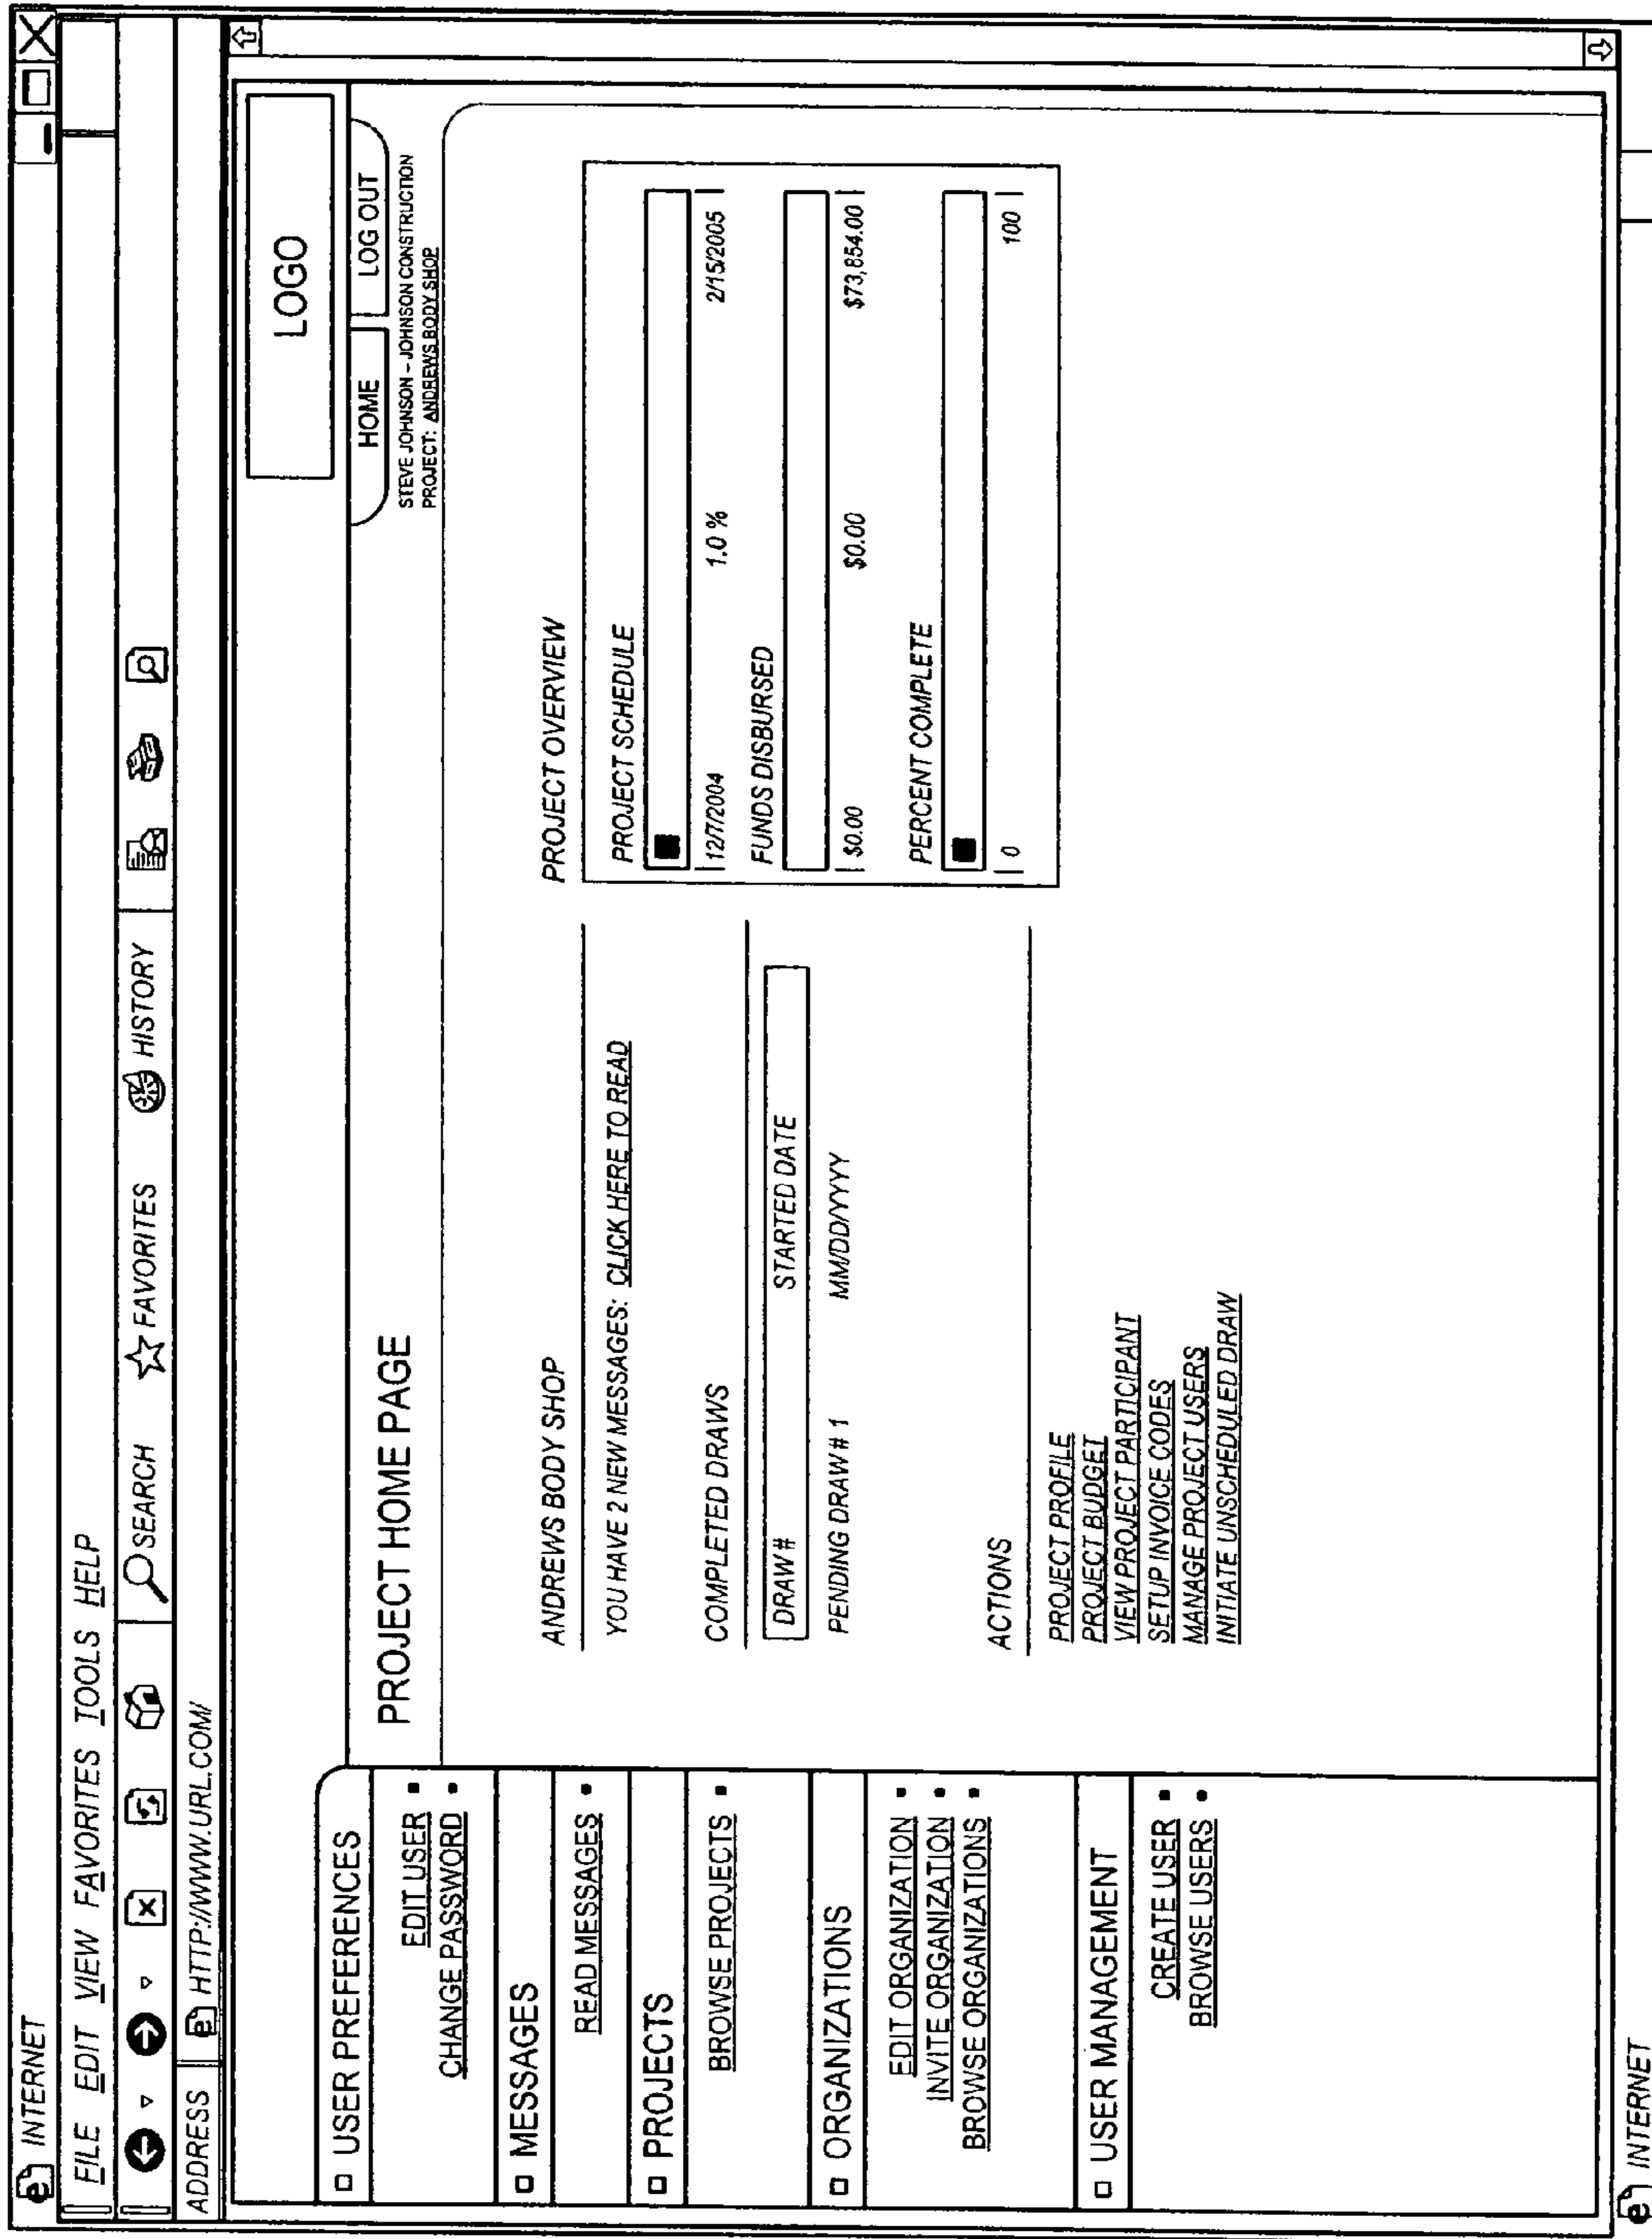 INTERNET
FILE EDIT VIEW FAVORITES TOOLS HELP
SEARCH FAVORITES HISTORY
ADDRESS HTTP://WWW.URL.COM/
LOGO
USER PREFERENCES
EDIT USER
CHANGE PASSWORD
MESSAGES
READ MESSAGES
PROJECTS
BROWSE PROJECTS
ORGANIZATIONS
EDIT ORGANIZATION
INVITE ORGANIZATION
BROWSE ORGANIZATIONS
USER MANAGEMENT
CREATE USER
BROWSE USERS
PROJECT HOME PAGE
HOME LOG OUT
STEVE JOHNSON - JOHNSON CONSTRUCTION
PROJECT: ANDREWS BODY SHOP
ANDREWS BODY SHOP
YOU HAVE 2 NEW MESSAGES: CLICK HERE TO READ
COMPLETED DRAWS
DRAW# STARTED DATE
PENDING DRAW# 1 MM/DD/YYYY
ACTIONS
PROJECT PROFILE
PROJECT BUDGET
VIEW PROJECT PARTICIPANT
SETUP INVOICE CODES
MANAGE PROJECT USERS
INITIATE UNSCHEDULED DRAW
PROJECT OVERVIEW
PROJECT SCHEDULE
12/7/2004 1.0 % 2/15/2005
FUNDS DISBURSED
$0.00 $0.00 $73,854.00
PERCENT COMPLETE
0 100
INTERNET